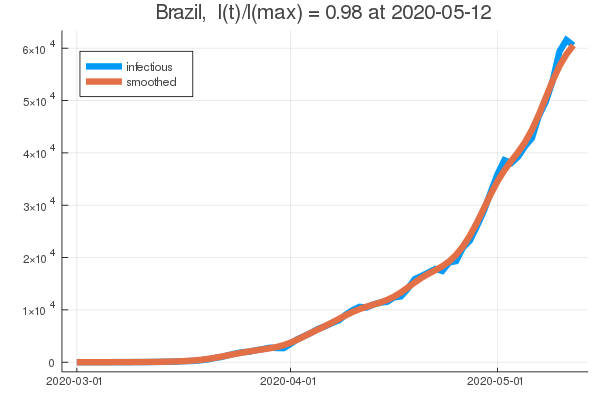 Brazil, I(t)/I(max) = 0.98 at 2020-05-12
6×10⁴
infectious
smoothed
5×10⁴
4×10⁴
3×10⁴
2×10⁴
1×10⁴
0
2020-03-01 2020-04-01 2020-05-01